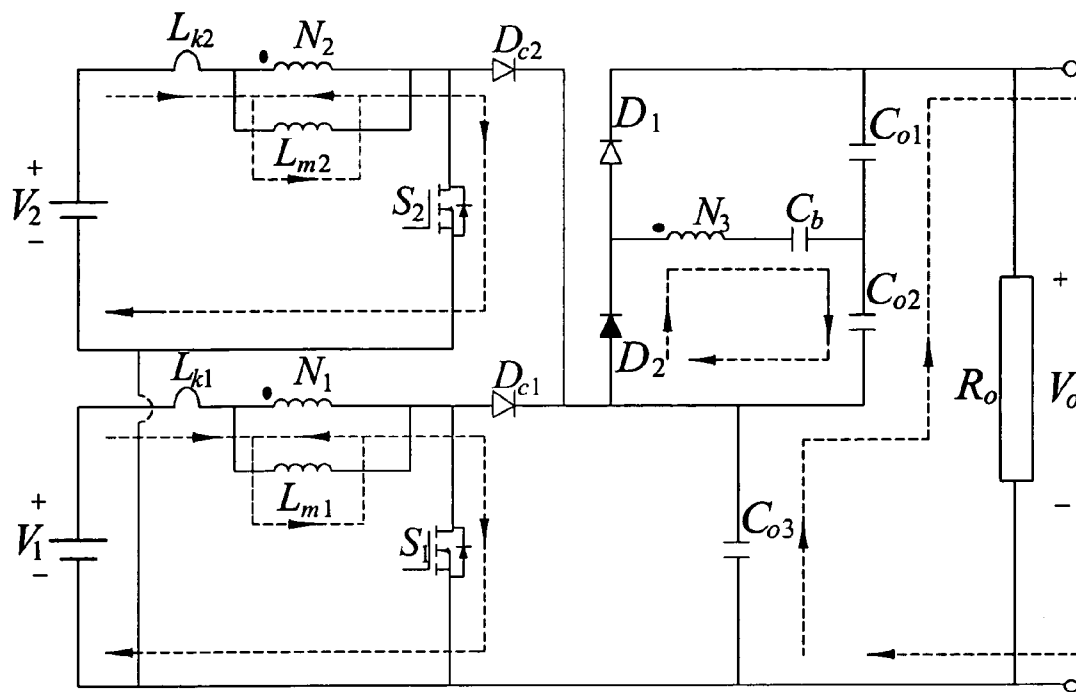 L_{k2}
N_2
D_{c2}
L_{m2}
+
V_2
−
S_2
D_1
C_{o1}
N_3
C_b
D_2
C_{o2}
L_{k1}
N_1
D_{c1}
L_{m1}
+
V_1
−
S_1
C_{o3}
R_o
+
V_o
−